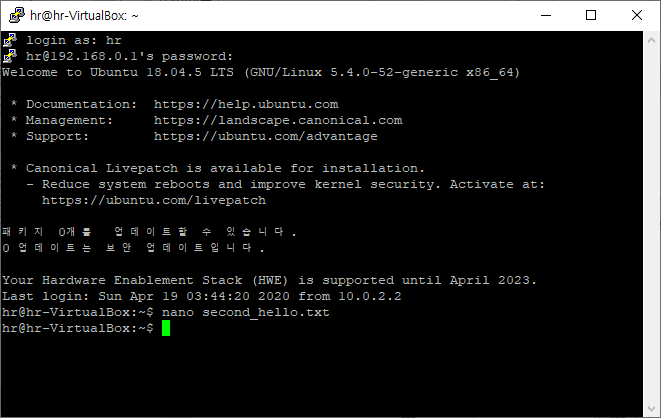 hr@hr-VirtualBox: ~
login as: hr
hr@192.168.0.1's password:
Welcome to Ubuntu 18.04.5 LTS (GNU/Linux 5.4.0-52-generic x86_64)
* Documentation:  https://help.ubuntu.com
* Management:     https://landscape.canonical.com
* Support:        https://ubuntu.com/advantage
* Canonical Livepatch is available for installation.
- Reduce system reboots and improve kernel security. Activate at:
https://ubuntu.com/livepatch
패키지 0개를 업데이트할 수 있습니다.
0 업데이트는 보안 업데이트입니다.
Your Hardware Enablement Stack (HWE) is supported until April 2023.
Last login: Sun Apr 19 03:44:20 2020 from 10.0.2.2
hr@hr-VirtualBox:~$ nano second_hello.txt
hr@hr-VirtualBox:~$